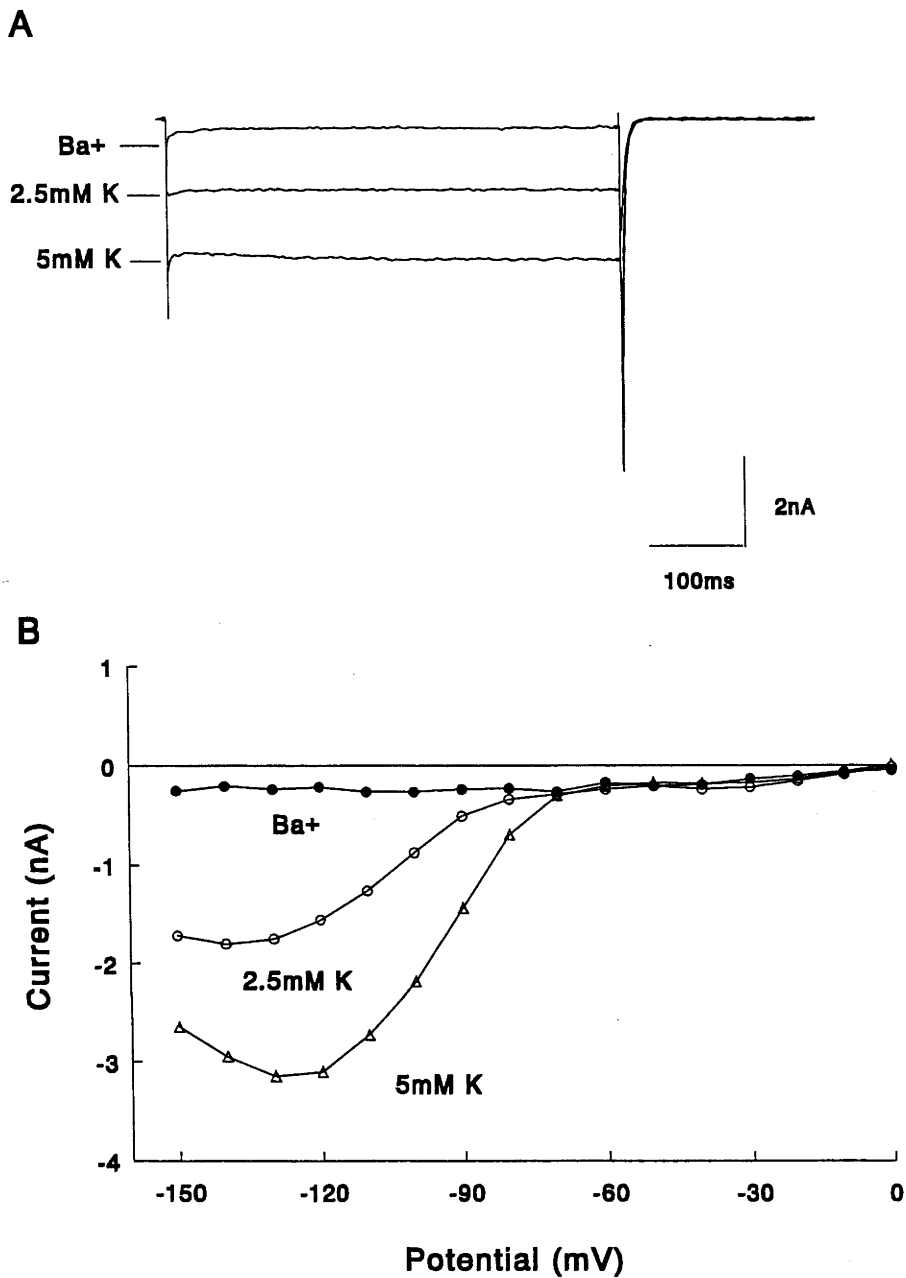 A
Ba+
2.5mM K
5mM K
2nA
100ms
B
1
0
-1
-2
-3
-4
Current (nA)
Ba+
2.5mM K
5mM K
-150 -120 -90 -60 -30 0
Potential (mV)